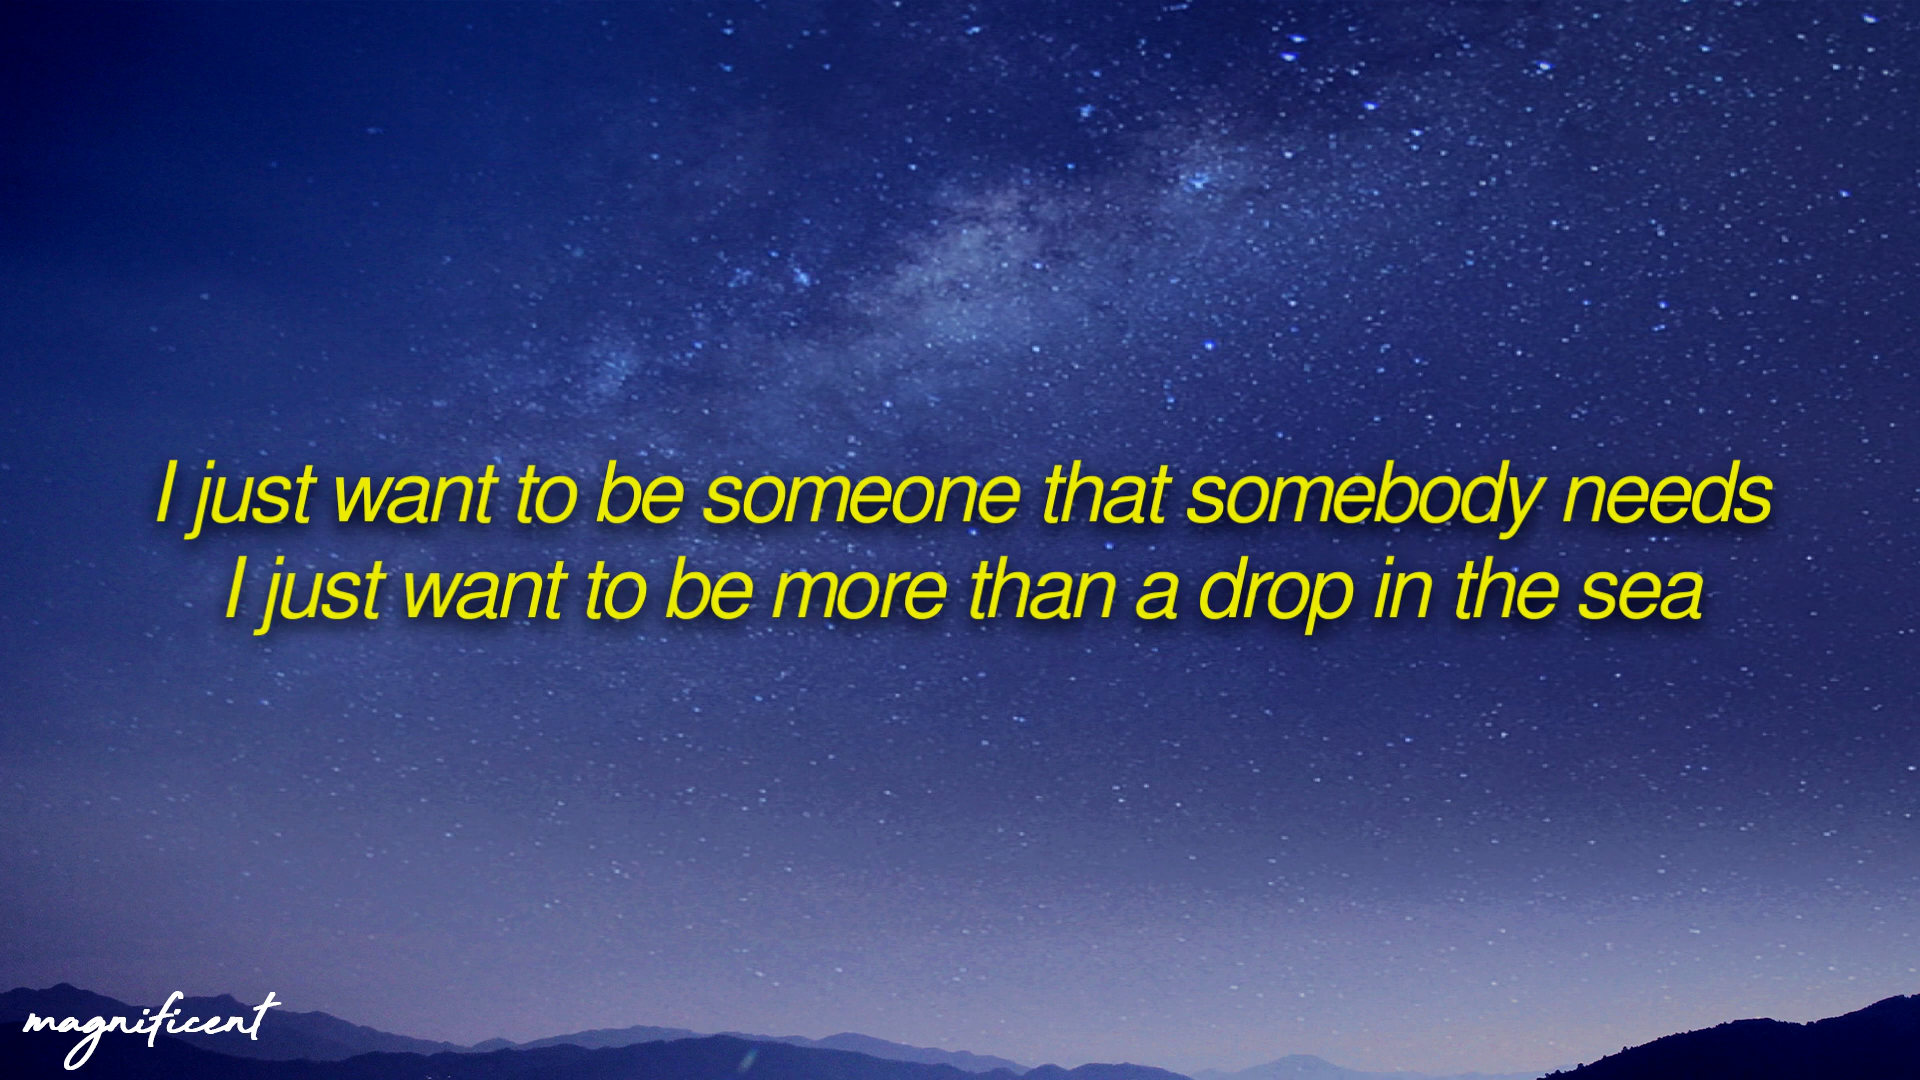 I just want to be someone that somebody needs
I just want to be more than a drop in the sea
magnificent